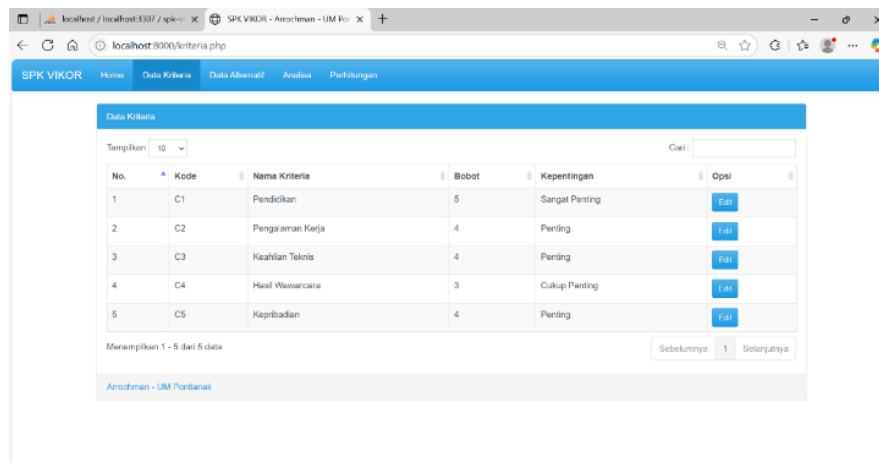 localhost / localhost:3307 / spk-vi
SPK VIKOR - Arrochman - UM Pon
localhost:8000/kriteria.php
SPK VIKOR Home Data Kriteria Data Alternatif Analisa Perhitungan
Data Kriteria
Tampilkan 10 Cari :
No. Kode Nama Kriteria Bobot Kepentingan Opsi
1 C1 Pendidikan 5 Sangat Penting Edit
2 C2 Pengalaman Kerja 4 Penting Edit
3 C3 Keahlian Teknis 4 Penting Edit
4 C4 Hasil Wawancara 3 Cukup Penting Edit
5 C5 Kepribadian 4 Penting Edit
Menampilkan 1 - 5 dari 5 data Sebelumnya 1 Selanjutnya
Arrochman - UM Pontianak